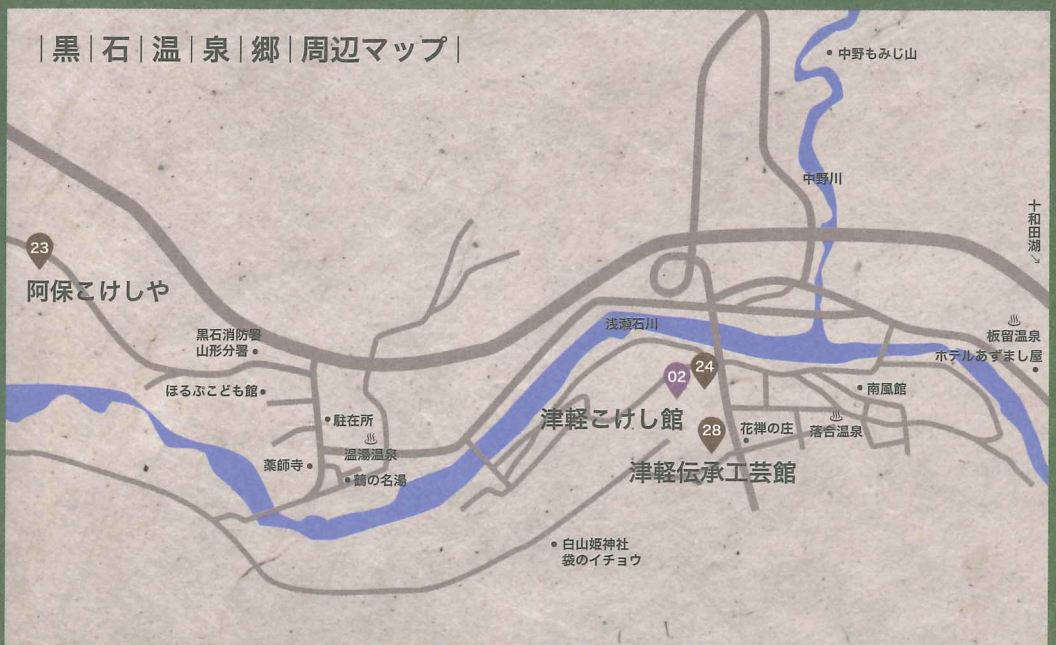 |黒|石|温|泉|郷|周辺マップ|
中野もみじ山
中野川
十和田湖↘
23
阿保こけしや
黒石消防署
山形分署
ほるぷこども館
駐在所
温湯温泉
薬師寺
鶴の名湯
浅瀬石川
02
24
津軽こけし館
28
津軽伝承工芸館
花禅の庄
落合温泉
南風館
板留温泉
ホテルあずまし屋
白山姫神社
袋のイチョウ